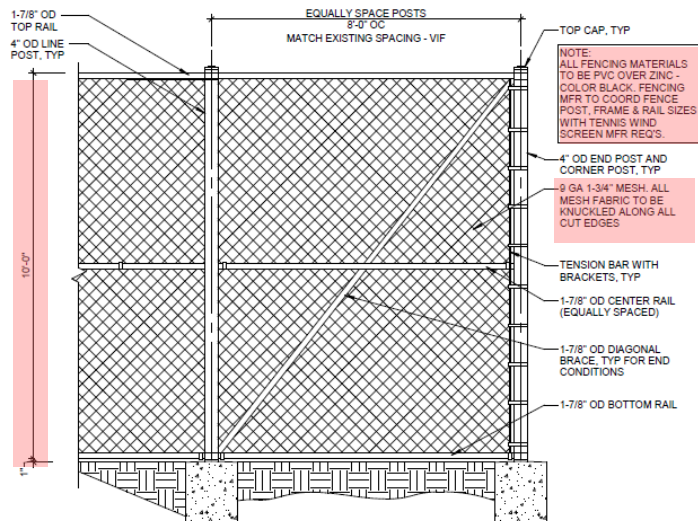 1-7/8" OD
TOP RAIL
4" OD LINE
POST, TYP
EQUALLY SPACE POSTS
8'-0" OC
MATCH EXISTING SPACING - VIF
TOP CAP, TYP
NOTE:
ALL FENCING MATERIALS
TO BE PVC OVER ZINC -
COLOR BLACK. FENCING
MFR TO COORD FENCE
POST, FRAME & RAIL SIZES
WITH TENNIS WIND
SCREEN MFR REQ'S.
4" OD END POST AND
CORNER POST, TYP
9 GA 1-3/4" MESH. ALL
MESH FABRIC TO BE
KNUCKLED ALONG ALL
CUT EDGES
10'-0"
TENSION BAR WITH
BRACKETS, TYP
1-7/8" OD CENTER RAIL
(EQUALLY SPACED)
1-7/8" OD DIAGONAL
BRACE, TYP FOR END
CONDITIONS
1-7/8" OD BOTTOM RAIL
1"